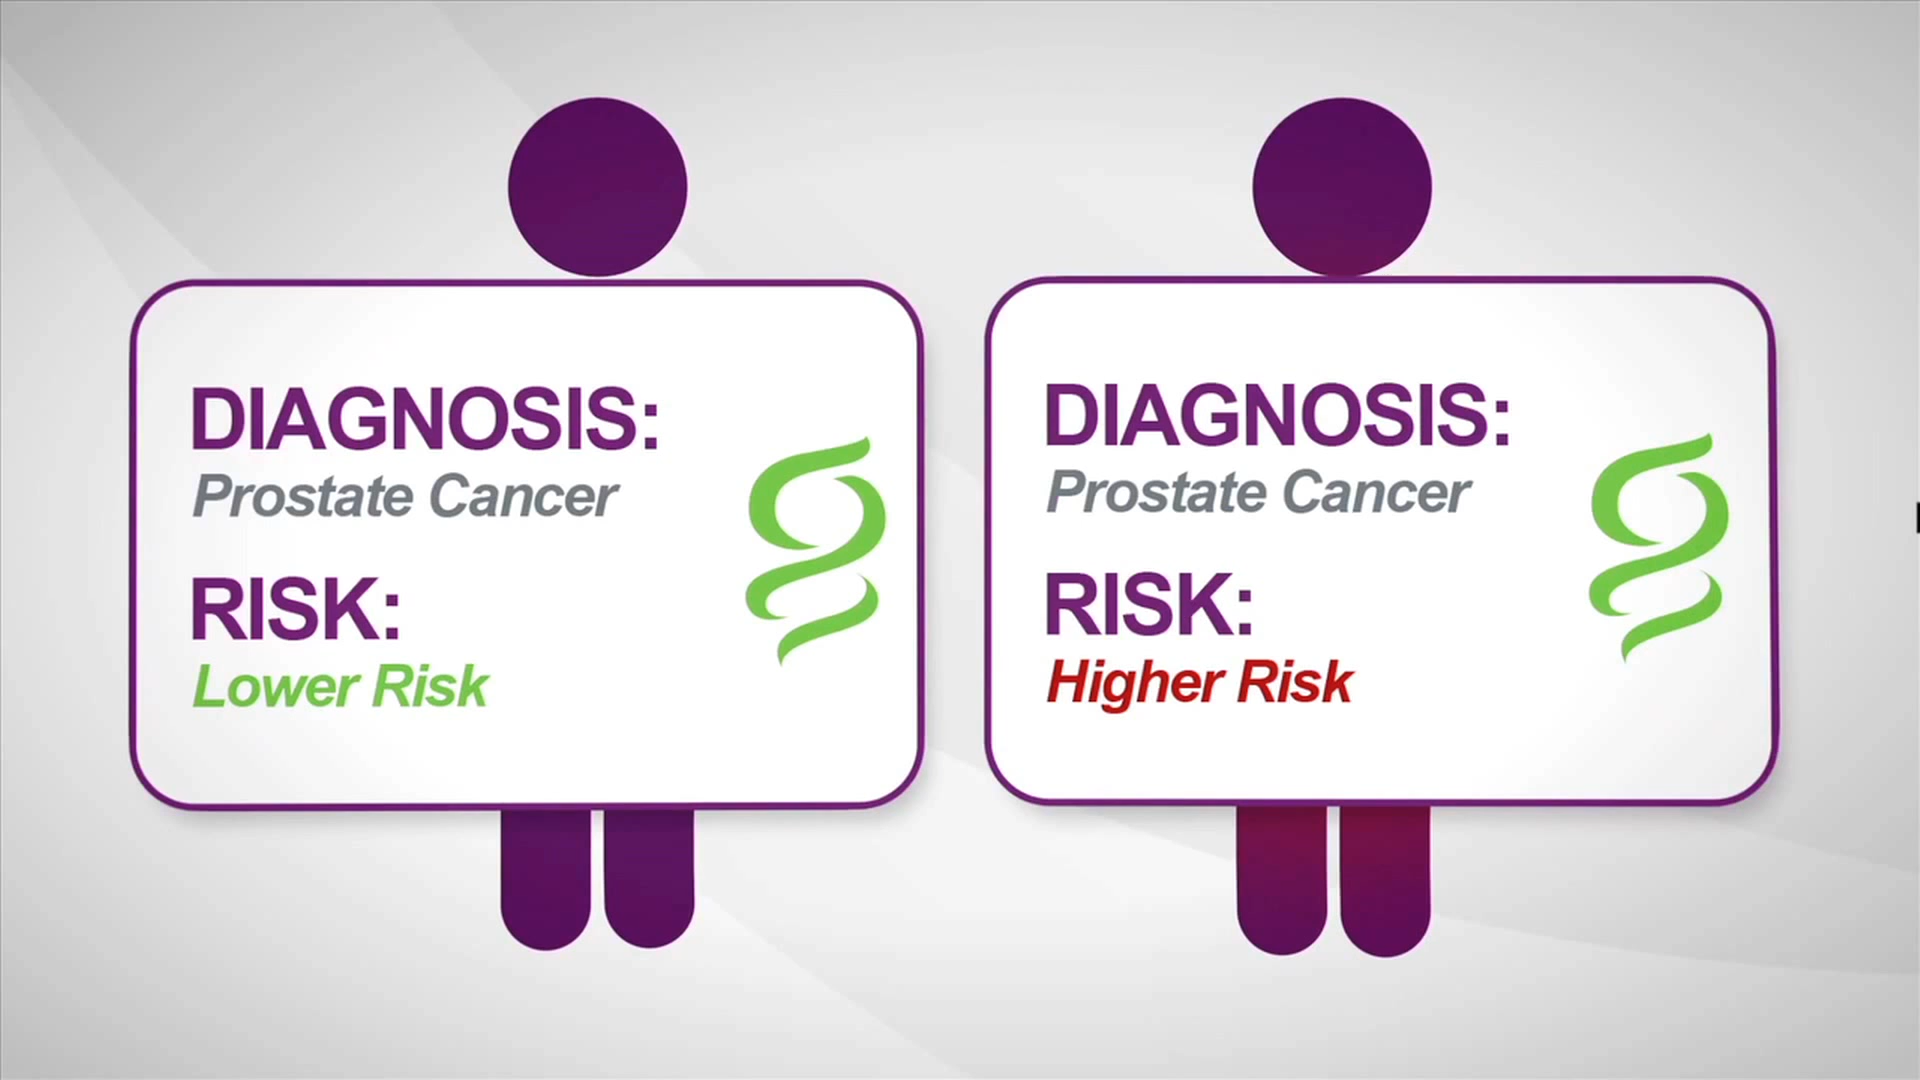 DIAGNOSIS:
Prostate Cancer
RISK:
Lower Risk
DIAGNOSIS:
Prostate Cancer
RISK:
Higher Risk